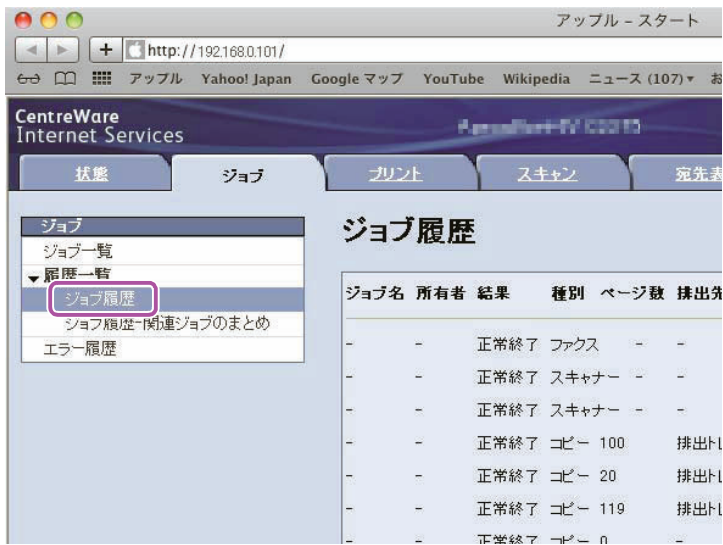 アップル – スタート
http://192.168.0.101/
アップル Yahoo! Japan Google マップ YouTube Wikipedia ニュース (107)▾ お
CentreWare
Internet Services
状態 ジョブ プリント スキャン 宛先表
ジョブ
ジョブ一覧
履歴一覧
ジョブ履歴
ジョブ履歴-関連ジョブのまとめ
エラー履歴
ジョブ履歴
ジョブ名 所有者 結果 種別 ページ数 排出先
- - 正常終了 ファクス - -
- - 正常終了 スキャナー - -
- - 正常終了 スキャナー - -
- - 正常終了 コピー 100 排出トレ
- - 正常終了 コピー 20 排出トレ
- - 正常終了 コピー 119 排出トレ
- - 正常終了 コピー 0 -